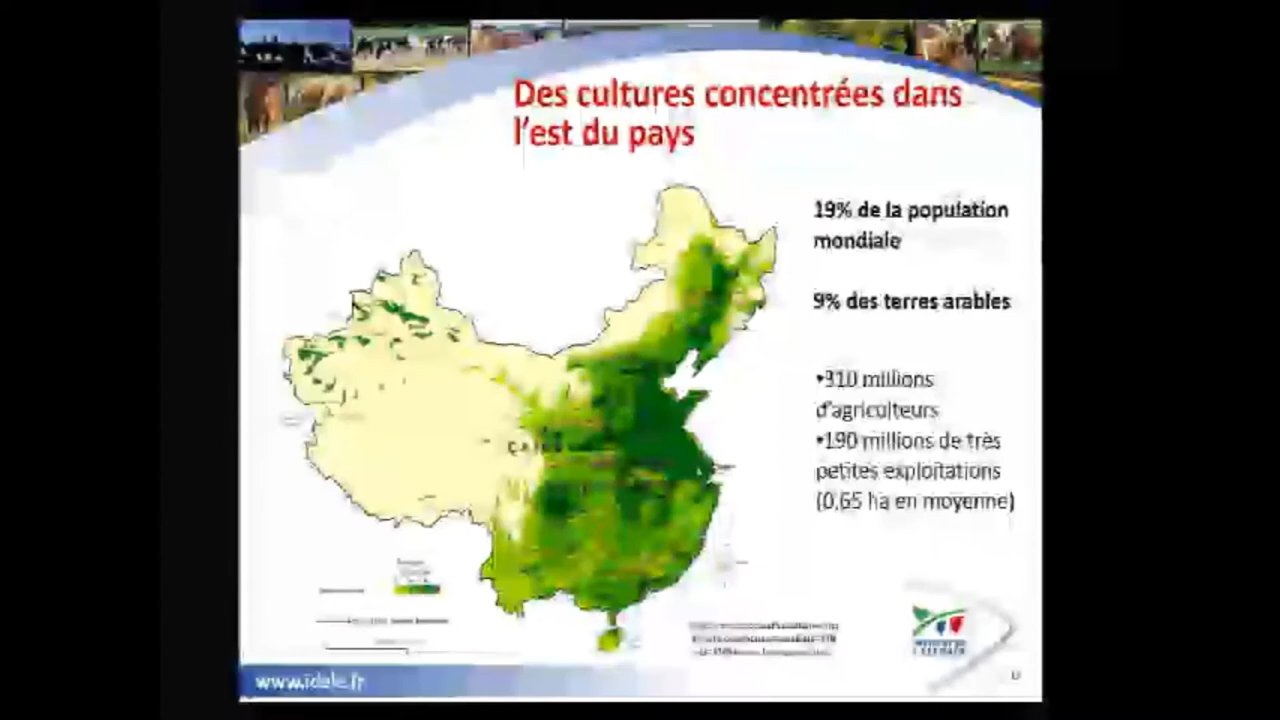 Des cultures concentrées dans
l'est du pays
19% de la population
mondiale
9% des terres arables
•310 millions
d'agriculteurs
•190 millions de très
petites exploitations
(0,65 ha en moyenne)
CHINE
www.idele.fr